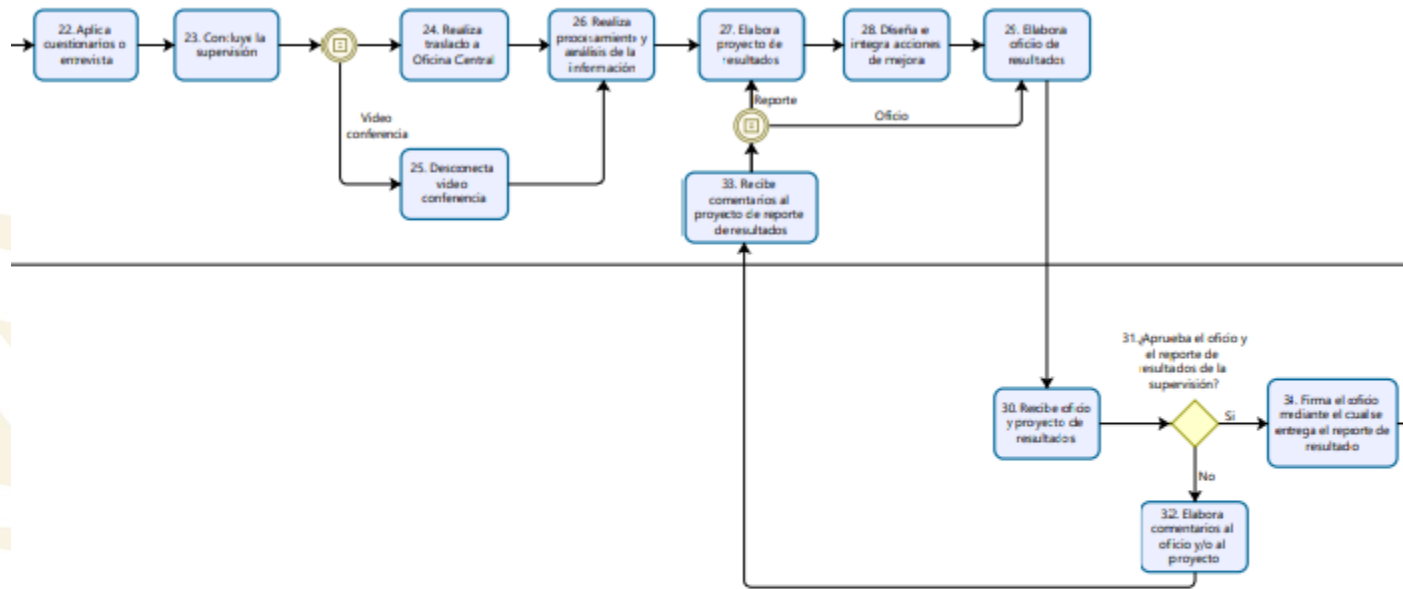 22. Aplica
cuestionarios o
entrevista
23. Concluye la
supervisión
24. Realiza
traslado a
Oficina Central
26. Realiza
procesamiento y
análisis de la
información
27. Elabora
proyecto de
resultados
28. Diseña e
integra acciones
de mejora
29. Elabora
oficio de
resultados
Video
conferencia
25. Desconecta
video
conferencia
Reporte
Oficio
33. Recibe
comentarios al
proyecto de reporte
de resultados
30. Recibe oficio
y proyecto de
resultados
31. ¿Aprueba el oficio y
el reporte de
resultados de la
supervisión?
Si
No
34. Firma el oficio
mediante el cual se
entrega el reporte de
resultado
32. Elabora
comentarios al
oficio y/o al
proyecto